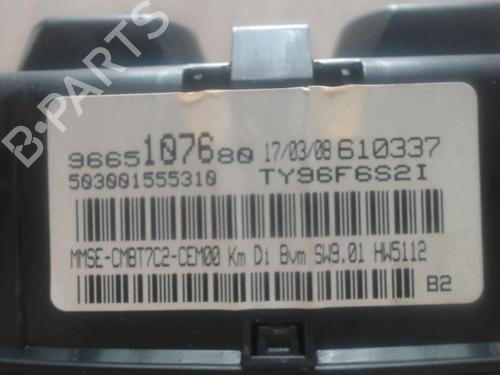 B-PARTS
9665107680 17/03/08 610337
503001555310 TY96F6S2I
MMSE-CMBT7C2-CEM00 Km Di Bvm SW9.01 HW5112
B2